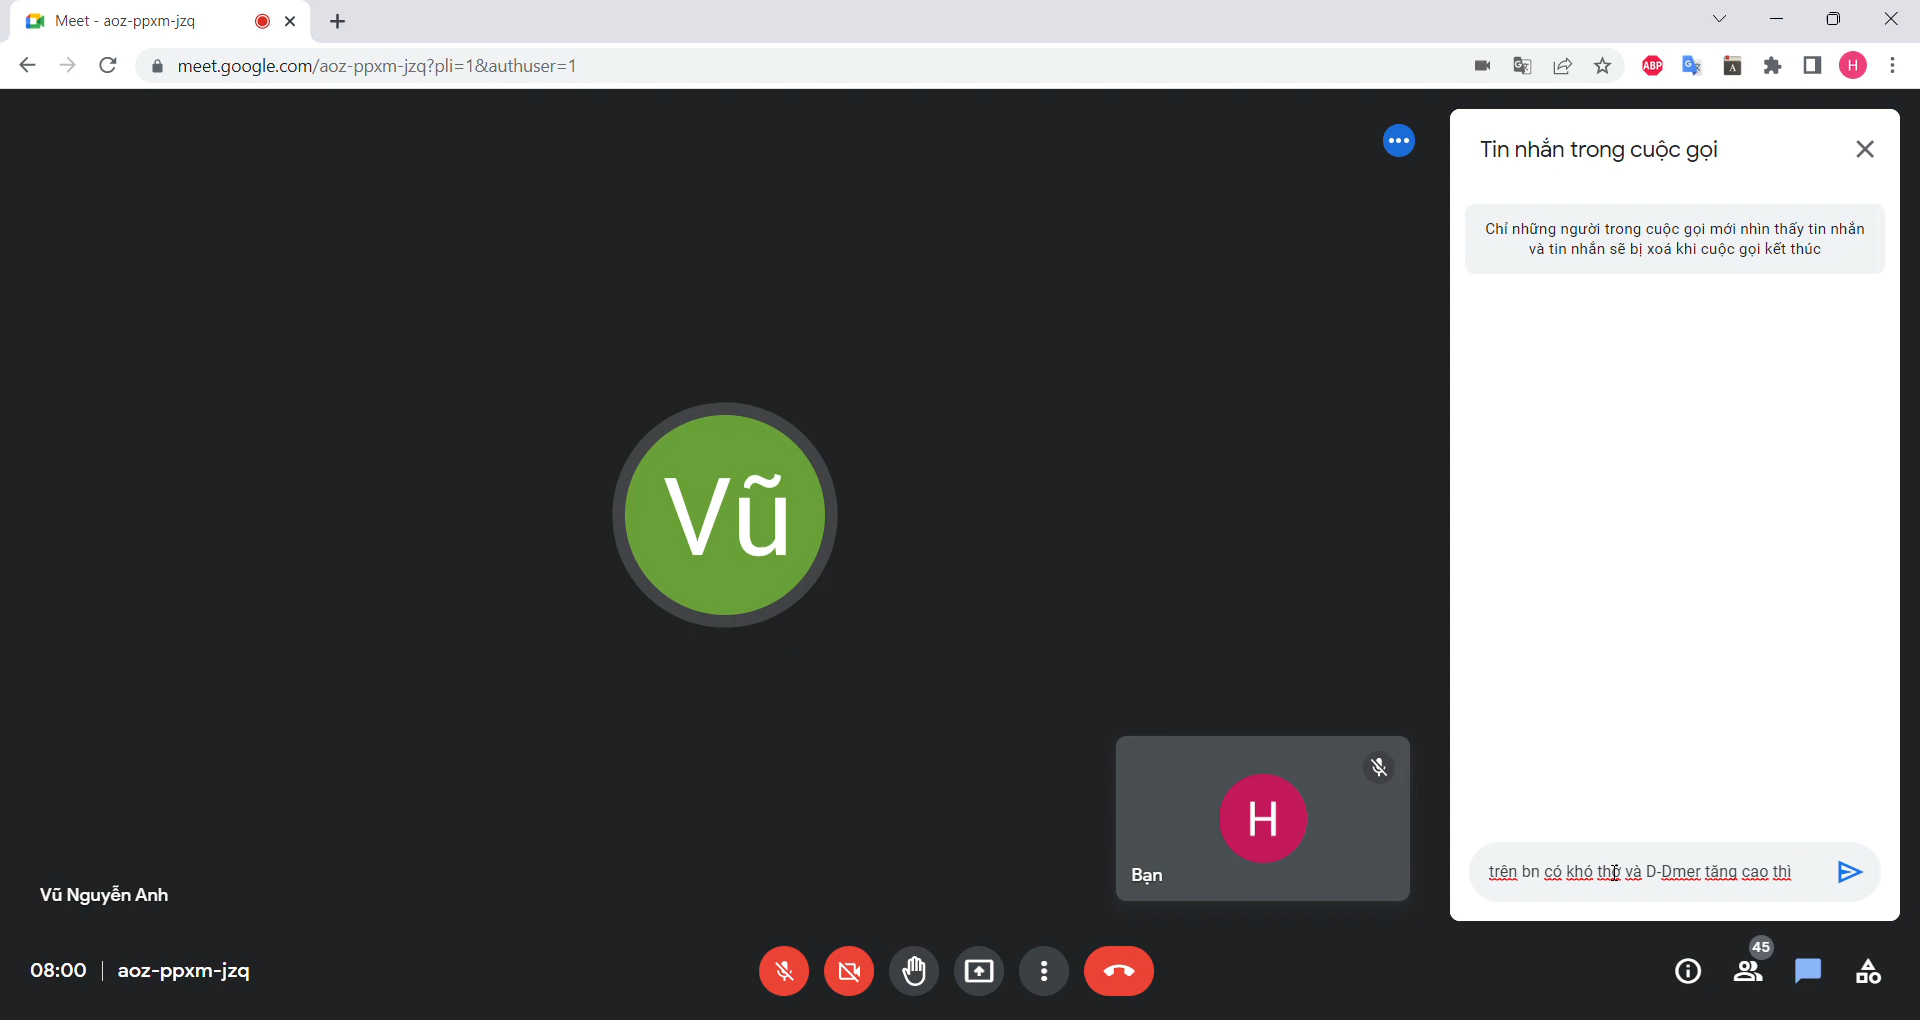 Meet - aoz-ppxm-jzq
meet.google.com/aoz-ppxm-jzq?pli=1&authuser=1
ABP
G
A
H
Tin nhắn trong cuộc gọi
Chỉ những người trong cuộc gọi mới nhìn thấy tin nhắn
và tin nhắn sẽ bị xoá khi cuộc gọi kết thúc
Vũ
H
Bạn
trên bn có khó thở và D-Dmer tăng cao thì
Vũ Nguyễn Anh
08:00 | aoz-ppxm-jzq
45